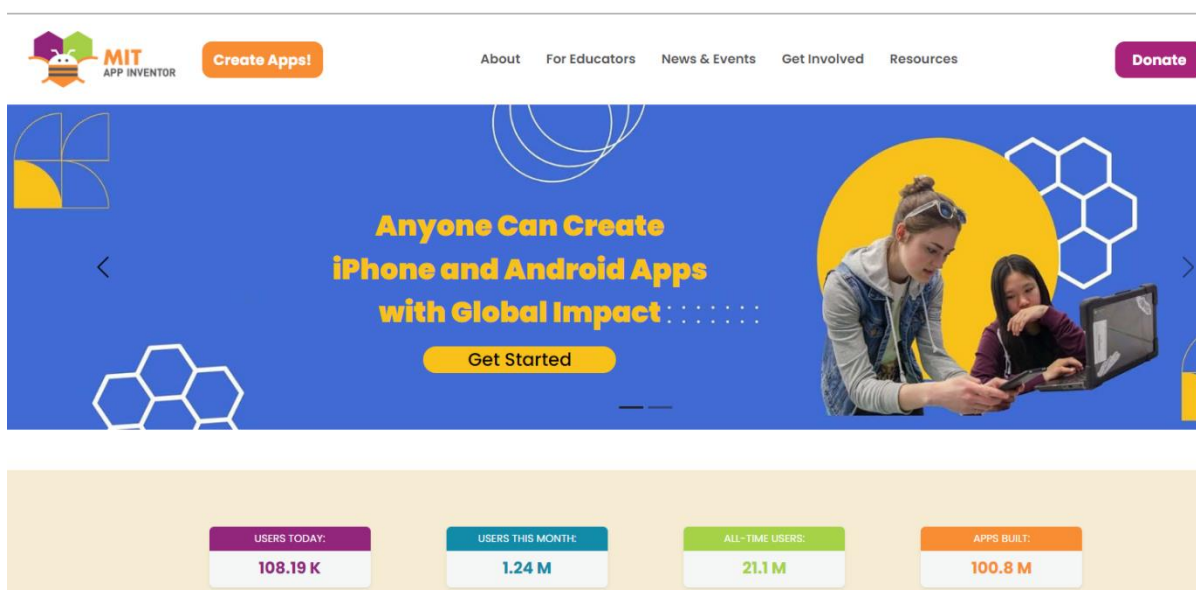 MIT
APP INVENTOR
Create Apps!
About For Educators News & Events Get Involved Resources
Donate
Anyone Can Create
iPhone and Android Apps
with Global Impact
Get Started
USERS TODAY:
108.19 K
USERS THIS MONTH:
1.24 M
ALL-TIME USERS:
21.1 M
APPS BUILT:
100.8 M